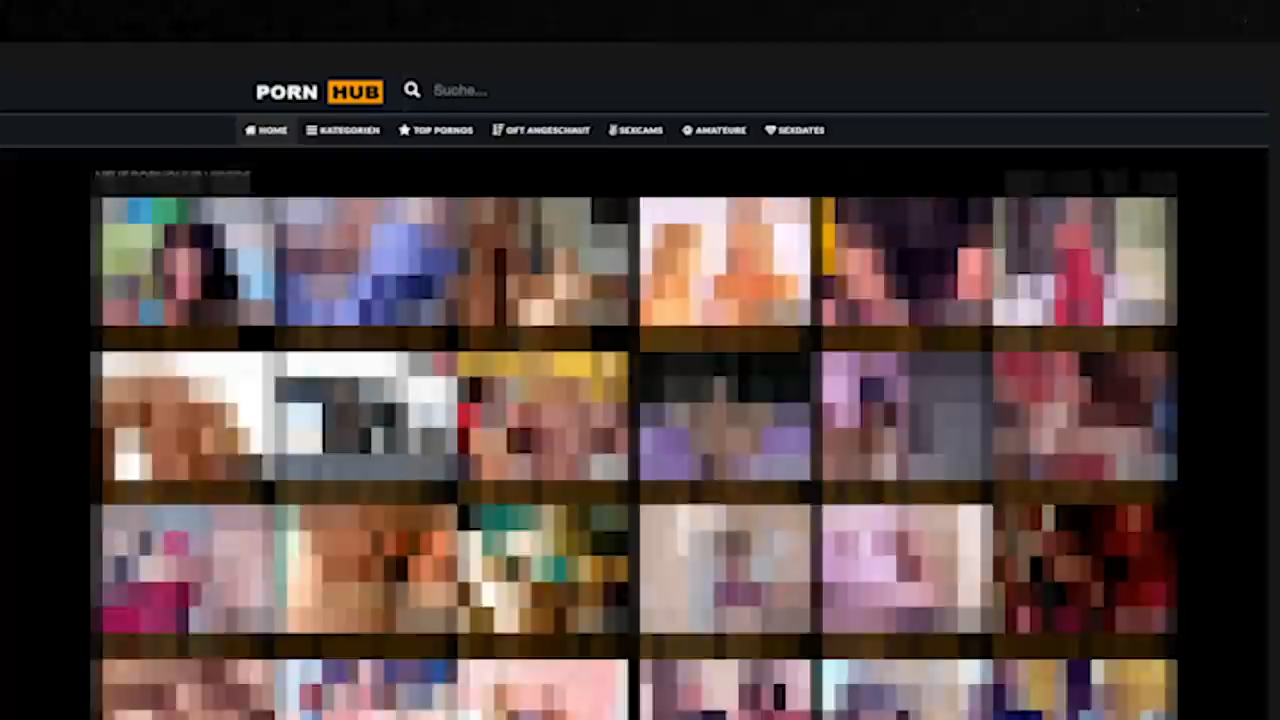 PORN HUB Suche...
HOME KATEGORIEN TOP PORNOS OFT ANGESCHAUT SEXCAMS AMATEURE SEXDATES